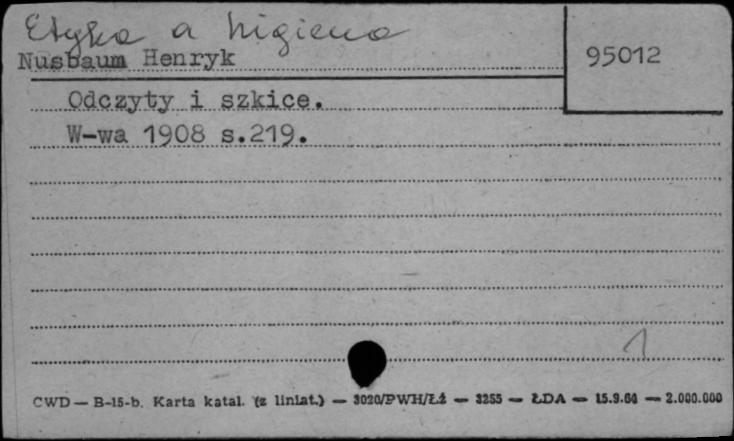 Etyka a higiena
Nusbaum Henryk
95012
Odczyty i szkice.
W-wa 1908 s.219.
1
CWD — B-15-b. Karta katal. (z liniat.) — 3020/PWH/Łź — 3255 — ŁDA — 15.9.60 — 2.000.000